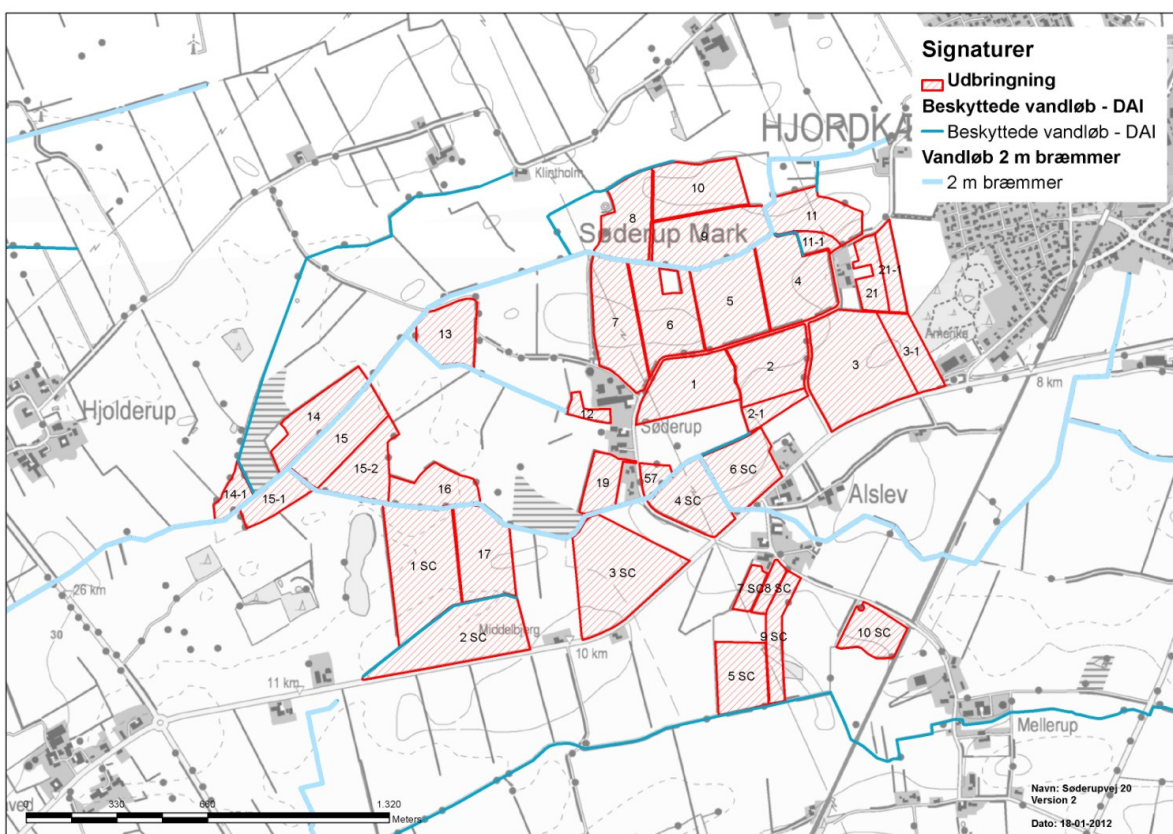 Signaturer
Udbringning
Beskyttede vandløb - DAI
Beskyttede vandløb - DAI
Vandløb 2 m bræmmer
2 m bræmmer
HJORDKA
Klintholm
10
8
11
Søderup Mark
9
11-1
21-1
4
21
5
7
6
13
Amerika
3-1
3
2
8 km
1
Hjolderup
14
12
2-1
Søderup
15
15-2
6 SC
57
19
16
4 SC
Alslev
14-1
15-1
17
1 SC
3 SC
7 SC
8 SC
26 km
30
Middelbjerg
2 SC
10 km
9 SC
10 SC
5 SC
11 km
Mellerup
ved
0
330
660
1.320
Meters
Navn: Søderupvej 20
Version 2
Dato: 18-01-2012